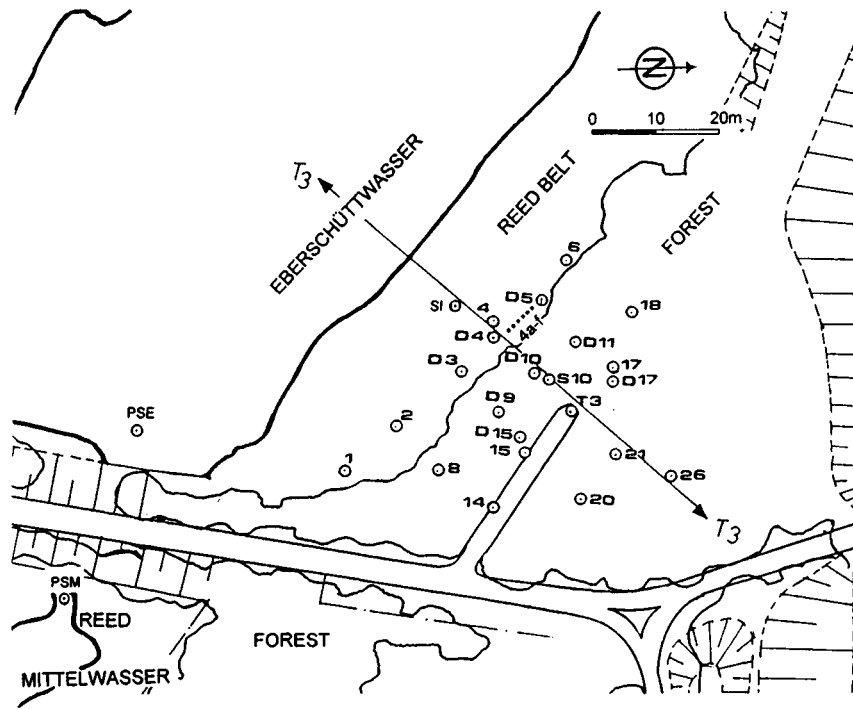 N
0 10 20m
T3
EBERSCHÜTTWASSER
REED BELT
FOREST
6
D5
SI
4
18
4a-f
D4
D11
D3
D10
17
S10
D17
T3
D9
PSE
2
D15
15
21
1
8
26
14
20
T3
PSM
REED
FOREST
MITTELWASSER